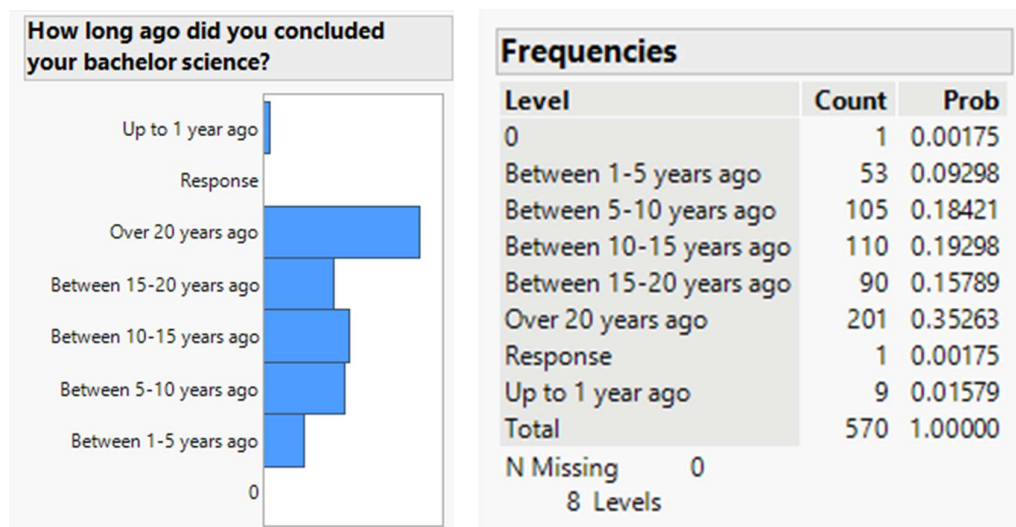 How long ago did you concluded
your bachelor science?
Up to 1 year ago
Response
Over 20 years ago
Between 15-20 years ago
Between 10-15 years ago
Between 5-10 years ago
Between 1-5 years ago
0
Frequencies
Level Count Prob
0 1 0.00175
Between 1-5 years ago 53 0.09298
Between 5-10 years ago 105 0.18421
Between 10-15 years ago 110 0.19298
Between 15-20 years ago 90 0.15789
Over 20 years ago 201 0.35263
Response 1 0.00175
Up to 1 year ago 9 0.01579
Total 570 1.00000
N Missing 0
8 Levels